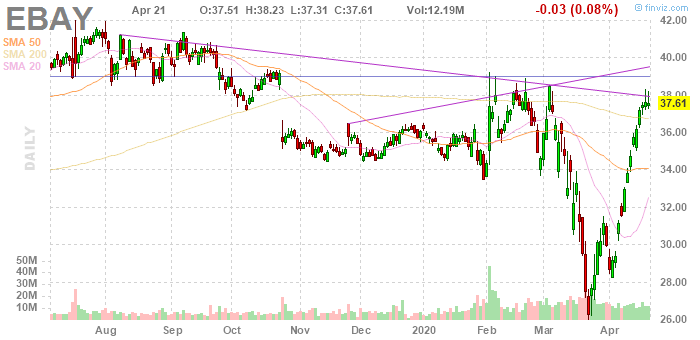 EBAY
Apr 21 O:37.51 H:38.23 L:37.31 C:37.61 Vol:12.19M -0.03 (0.08%)
© finviz.com
SMA 50
SMA 200
SMA 20
DAILY
42.00
40.00
38.00
37.61
36.00
34.00
32.00
30.00
28.00
26.00
50M
40M
30M
20M
10M
Aug Sep Oct Nov Dec 2020 Feb Mar Apr